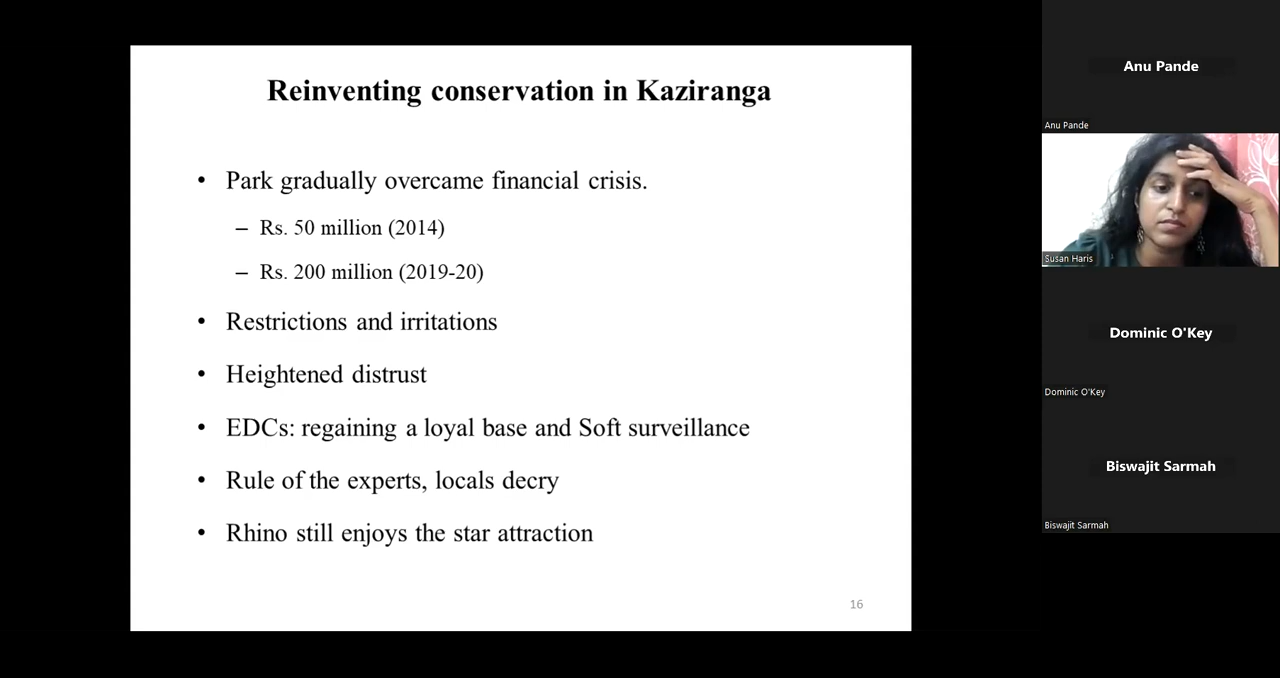 Reinventing conservation in Kaziranga
• Park gradually overcame financial crisis.
– Rs. 50 million (2014)
– Rs. 200 million (2019-20)
• Restrictions and irritations
• Heightened distrust
• EDCs: regaining a loyal base and Soft surveillance
• Rule of the experts, locals decry
• Rhino still enjoys the star attraction
16
Anu Pande
Anu Pande
Susan Haris
Dominic O'Key
Dominic O'Key
Biswajit Sarmah
Biswajit Sarmah